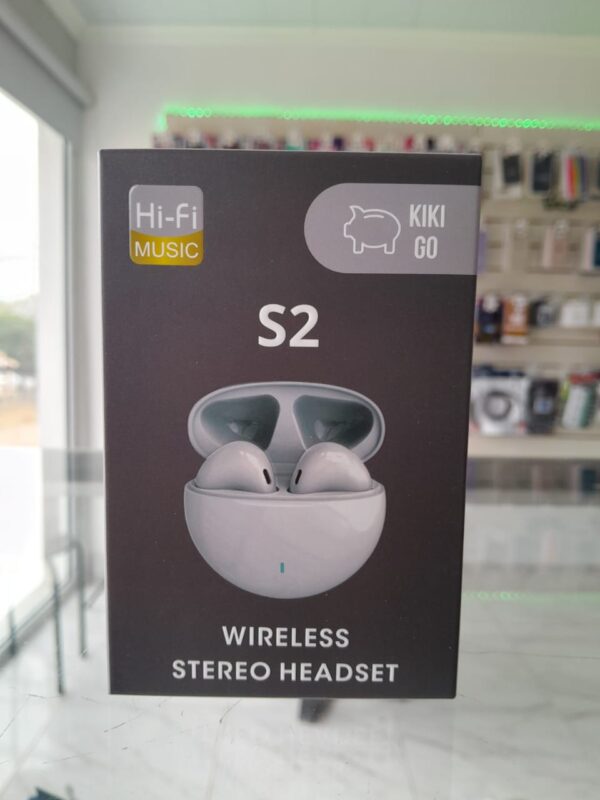 Hi-Fi
MUSIC
KIKI
GO
S2
WIRELESS
STEREO HEADSET